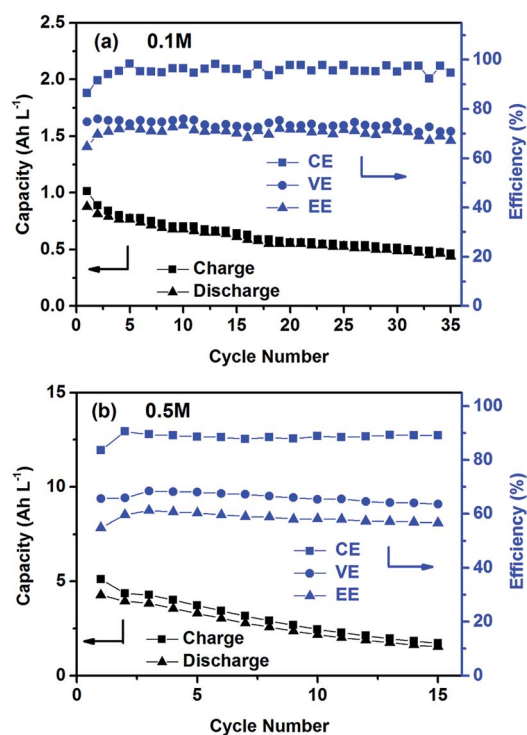 (a) 0.1M
2.5
2.0
1.5
1.0
0.5
0.0
Capacity (Ah L⁻¹)
100
80
60
40
20
0
Efficiency (%)
CE
VE
EE
Charge
Discharge
0 5 10 15 20 25 30 35
Cycle Number
(b) 0.5M
15
10
5
0
Capacity (Ah L⁻¹)
100
80
60
40
20
0
Efficiency (%)
CE
VE
EE
Charge
Discharge
0 5 10 15
Cycle Number